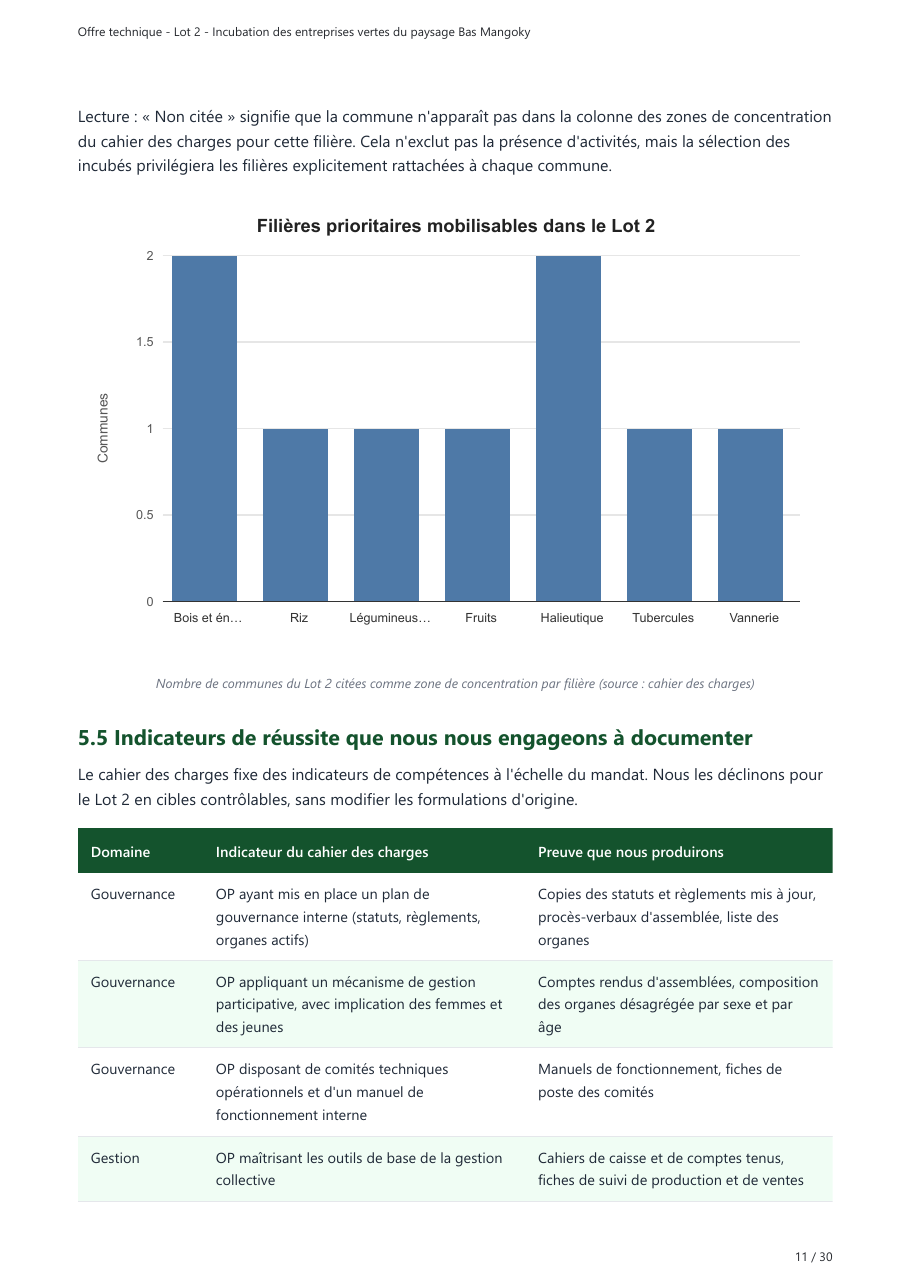 Offre technique - Lot 2 - Incubation des entreprises vertes du paysage Bas Mangoky
Lecture : « Non citée » signifie que la commune n'apparaît pas dans la colonne des zones de concentration
du cahier des charges pour cette filière. Cela n'exclut pas la présence d'activités, mais la sélection des
incubés privilégiera les filières explicitement rattachées à chaque commune.
Filières prioritaires mobilisables dans le Lot 2
Communes
2
1.5
1
0.5
0
Bois et én… Riz Légumineus… Fruits Halieutique Tubercules Vannerie
Nombre de communes du Lot 2 citées comme zone de concentration par filière (source : cahier des charges)
5.5 Indicateurs de réussite que nous nous engageons à documenter
Le cahier des charges fixe des indicateurs de compétences à l'échelle du mandat. Nous les déclinons pour
le Lot 2 en cibles contrôlables, sans modifier les formulations d'origine.
Domaine Indicateur du cahier des charges Preuve que nous produirons
Gouvernance OP ayant mis en place un plan de Copies des statuts et règlements mis à jour,
gouvernance interne (statuts, règlements, procès-verbaux d'assemblée, liste des
organes actifs) organes
Gouvernance OP appliquant un mécanisme de gestion Comptes rendus d'assemblées, composition
participative, avec implication des femmes et des organes désagrégée par sexe et par
des jeunes âge
Gouvernance OP disposant de comités techniques Manuels de fonctionnement, fiches de
opérationnels et d'un manuel de poste des comités
fonctionnement interne
Gestion OP maîtrisant les outils de base de la gestion Cahiers de caisse et de comptes tenus,
collective fiches de suivi de production et de ventes
11 / 30